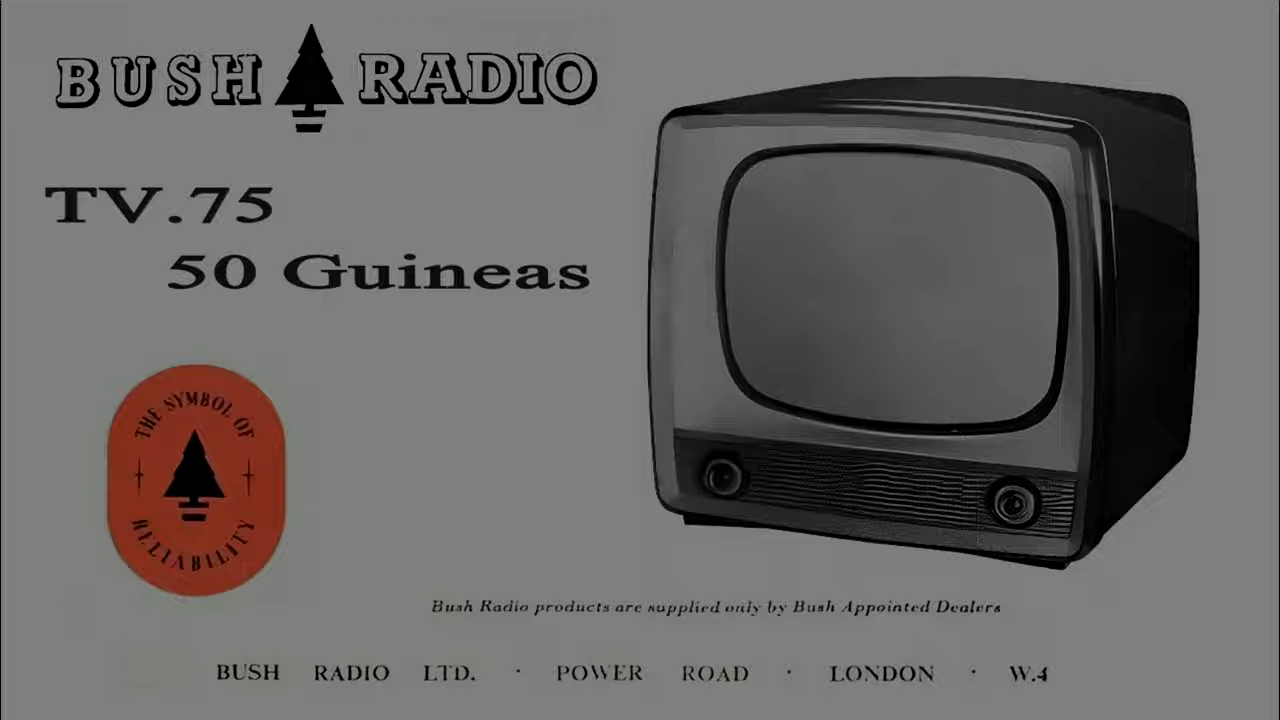 BUSH RADIO
TV.75
50 Guineas
THE SYMBOL OF
RELIABILITY
Bush Radio products are supplied only by Bush Appointed Dealers
BUSH RADIO LTD. · POWER ROAD · LONDON · W.4